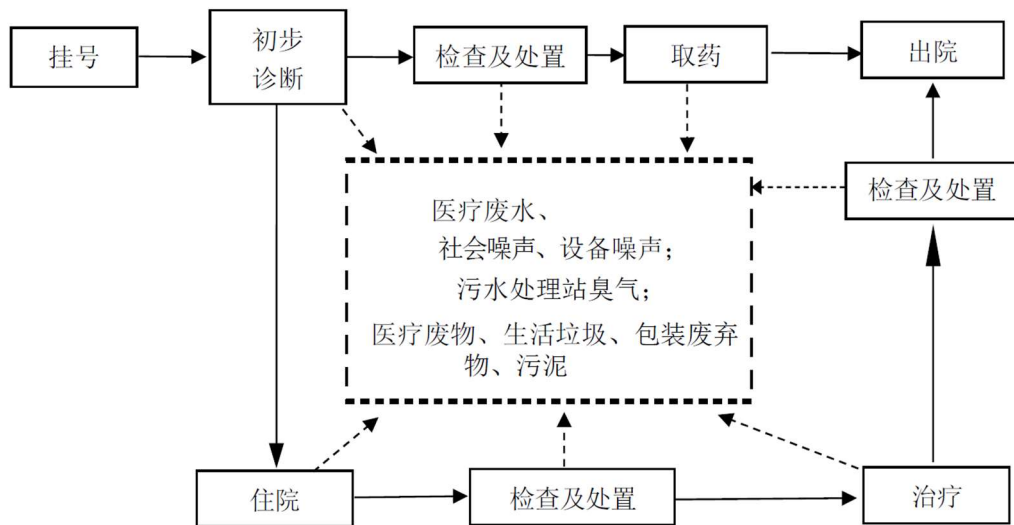 挂号
初步
诊断
检查及处置
取药
出院
检查及处置
医疗废水、
社会噪声、设备噪声；
污水处理站臭气；
医疗废物、生活垃圾、包装废弃
物、污泥
住院
检查及处置
治疗